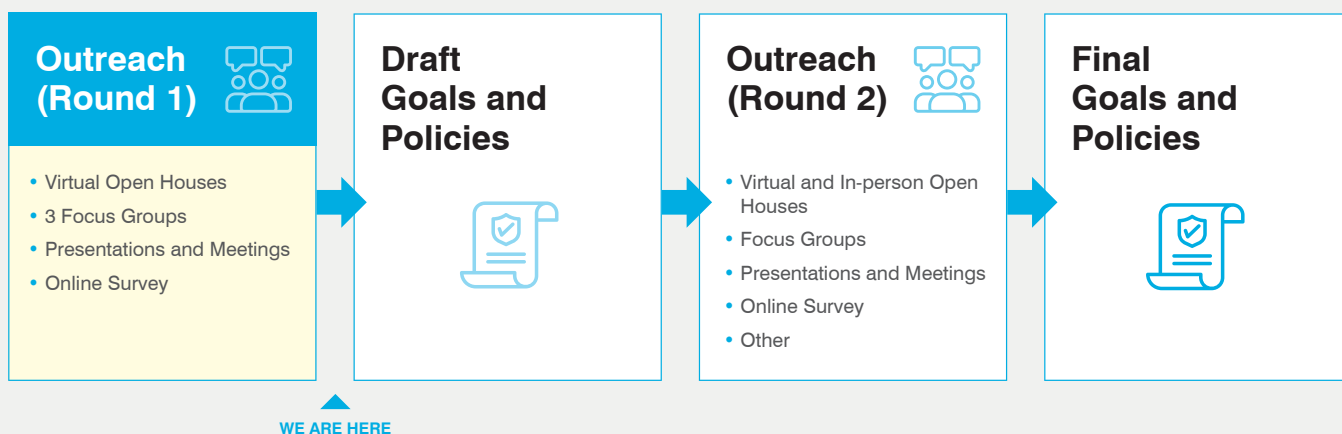 Outreach
(Round 1)
• Virtual Open Houses
• 3 Focus Groups
• Presentations and Meetings
• Online Survey
Draft
Goals and
Policies
Outreach
(Round 2)
• Virtual and In-person Open
Houses
• Focus Groups
• Presentations and Meetings
• Online Survey
• Other
Final
Goals and
Policies
WE ARE HERE